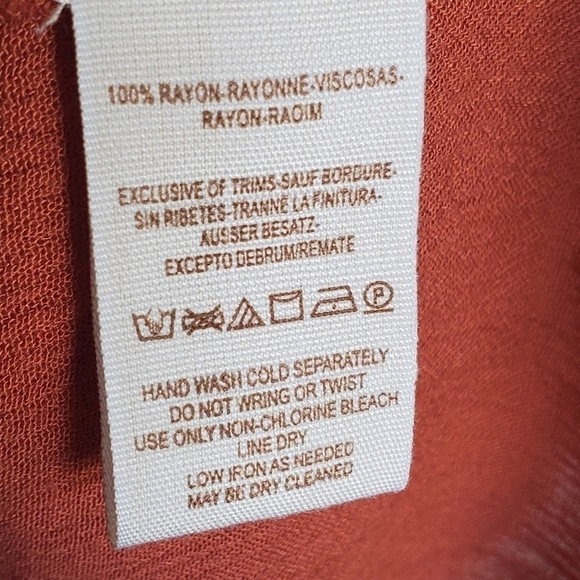 100% RAYON-RAYONNE-VISCOSAS-
RAYON-RAOIM
EXCLUSIVE OF TRIMS-SAUF BORDURE-
SIN RIBETES-TRANNE LA FINITURA-
AUSSER BESATZ-
EXCEPTO DEBRUM/REMATE
P
HAND WASH COLD SEPARATELY
DO NOT WRING OR TWIST
USE ONLY NON-CHLORINE BLEACH
LINE DRY
LOW IRON AS NEEDED
MAY BE DRY CLEANED